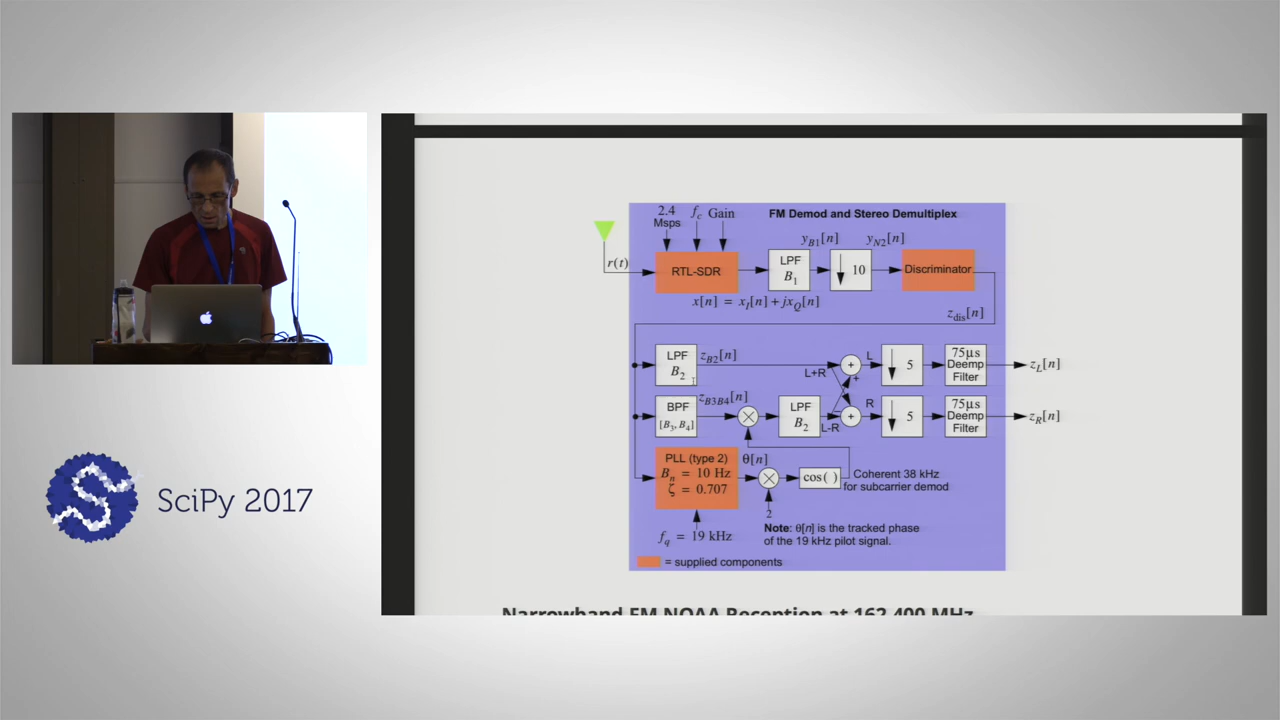 2.4
Msps
f_c Gain
FM Demod and Stereo Demultiplex
y_B1[n]
y_N2[n]
r(t)
RTL-SDR
LPF
B_1
10
Discriminator
x[n] = x_I[n] + jx_Q[n]
z_dis[n]
LPF
B_2
z_B2[n]
L+R
+
+
L
5
75μs
Deemp
Filter
z_L[n]
BPF
[B_3, B_4]
z_B3B4[n]
LPF
B_2
L-R
-
+
R
5
75μs
Deemp
Filter
z_R[n]
PLL (type 2)
B_n = 10 Hz
ζ = 0.707
θ[n]
2
cos( )
Coherent 38 kHz
for subcarrier demod
f_q = 19 kHz
Note: θ[n] is the tracked phase
of the 19 kHz pilot signal.
= supplied components
Narrowband FM NOAA Reception at 162.400 MHz
SciPy 2017